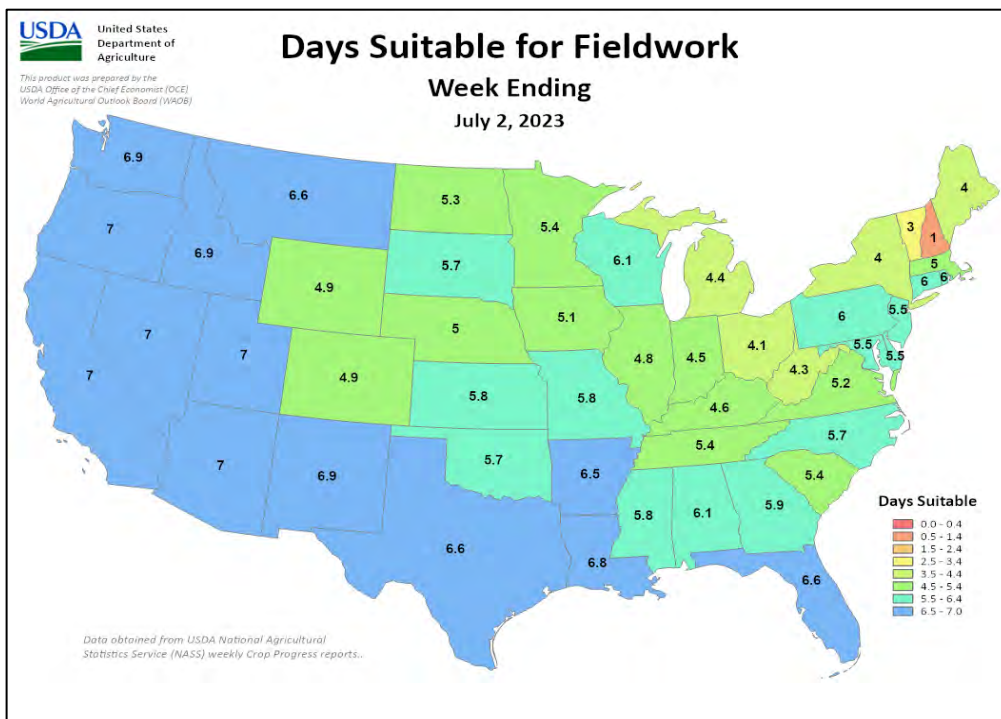 USDA
United States
Department of
Agriculture
This product was prepared by the
USDA Office of the Chief Economist (OCE)
World Agricultural Outlook Board (WAOB)
Days Suitable for Fieldwork
Week Ending
July 2, 2023
6.9
6.6
5.3
5.4
4
7
6.9
5.7
6.1
4.4
4
3
1
5
6
6
4.9
5
5.1
6
5.5
7
7
7
4.9
5.8
5.8
4.8
4.5
4.1
4.3
5.5
5.5
5.2
4.6
7
6.9
5.7
6.5
5.4
5.7
5.4
6.6
6.8
5.8
6.1
5.9
6.6
Days Suitable
0.0 - 0.4
0.5 - 1.4
1.5 - 2.4
2.5 - 3.4
3.5 - 4.4
4.5 - 5.4
5.5 - 6.4
6.5 - 7.0
Data obtained from USDA National Agricultural
Statistics Service (NASS) weekly Crop Progress reports..